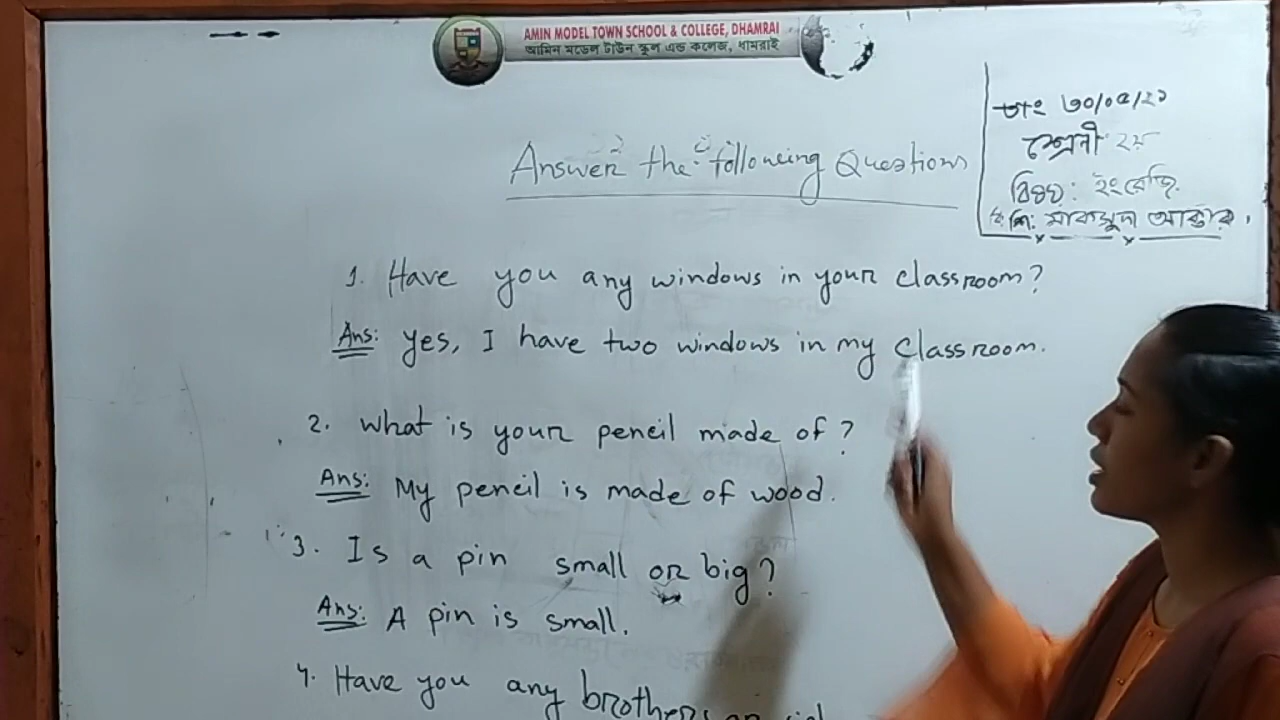 AMIN MODEL TOWN SCHOOL & COLLEGE, DHAMRAI
আমিন মডেল টাউন স্কুল এন্ড কলেজ, ধামরাই
তাং ৩০/০৫/২১
শ্রেনী ২য়
বিষয়: ইংরেজি
শি: মাকসুদা আক্তার
Answer the following Questions
1. Have you any windows in your classroom?
Ans: Yes, I have two windows in my classroom.
2. What is your pencil made of?
Ans: My pencil is made of wood.
3. Is a pin small or big?
Ans: A pin is small.
4. Have you any brothers or